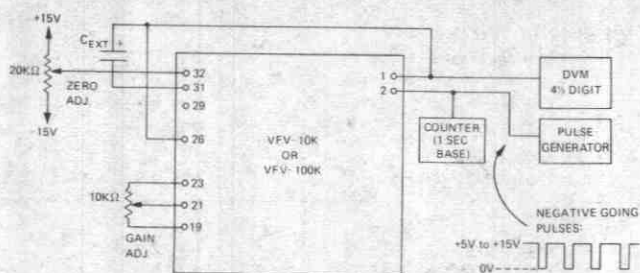 +15V
CEXT +
20KΩ
ZERO
ADJ.
-15V
32
31
29
26
23
21
19
10KΩ
GAIN
ADJ.
VFV-10K
OR
VFV-100K
1
2
DVM
4½ DIGIT
COUNTER
(1 SEC
BASE)
PULSE
GENERATOR
NEGATIVE GOING
PULSES:
+5V to +15V
0V